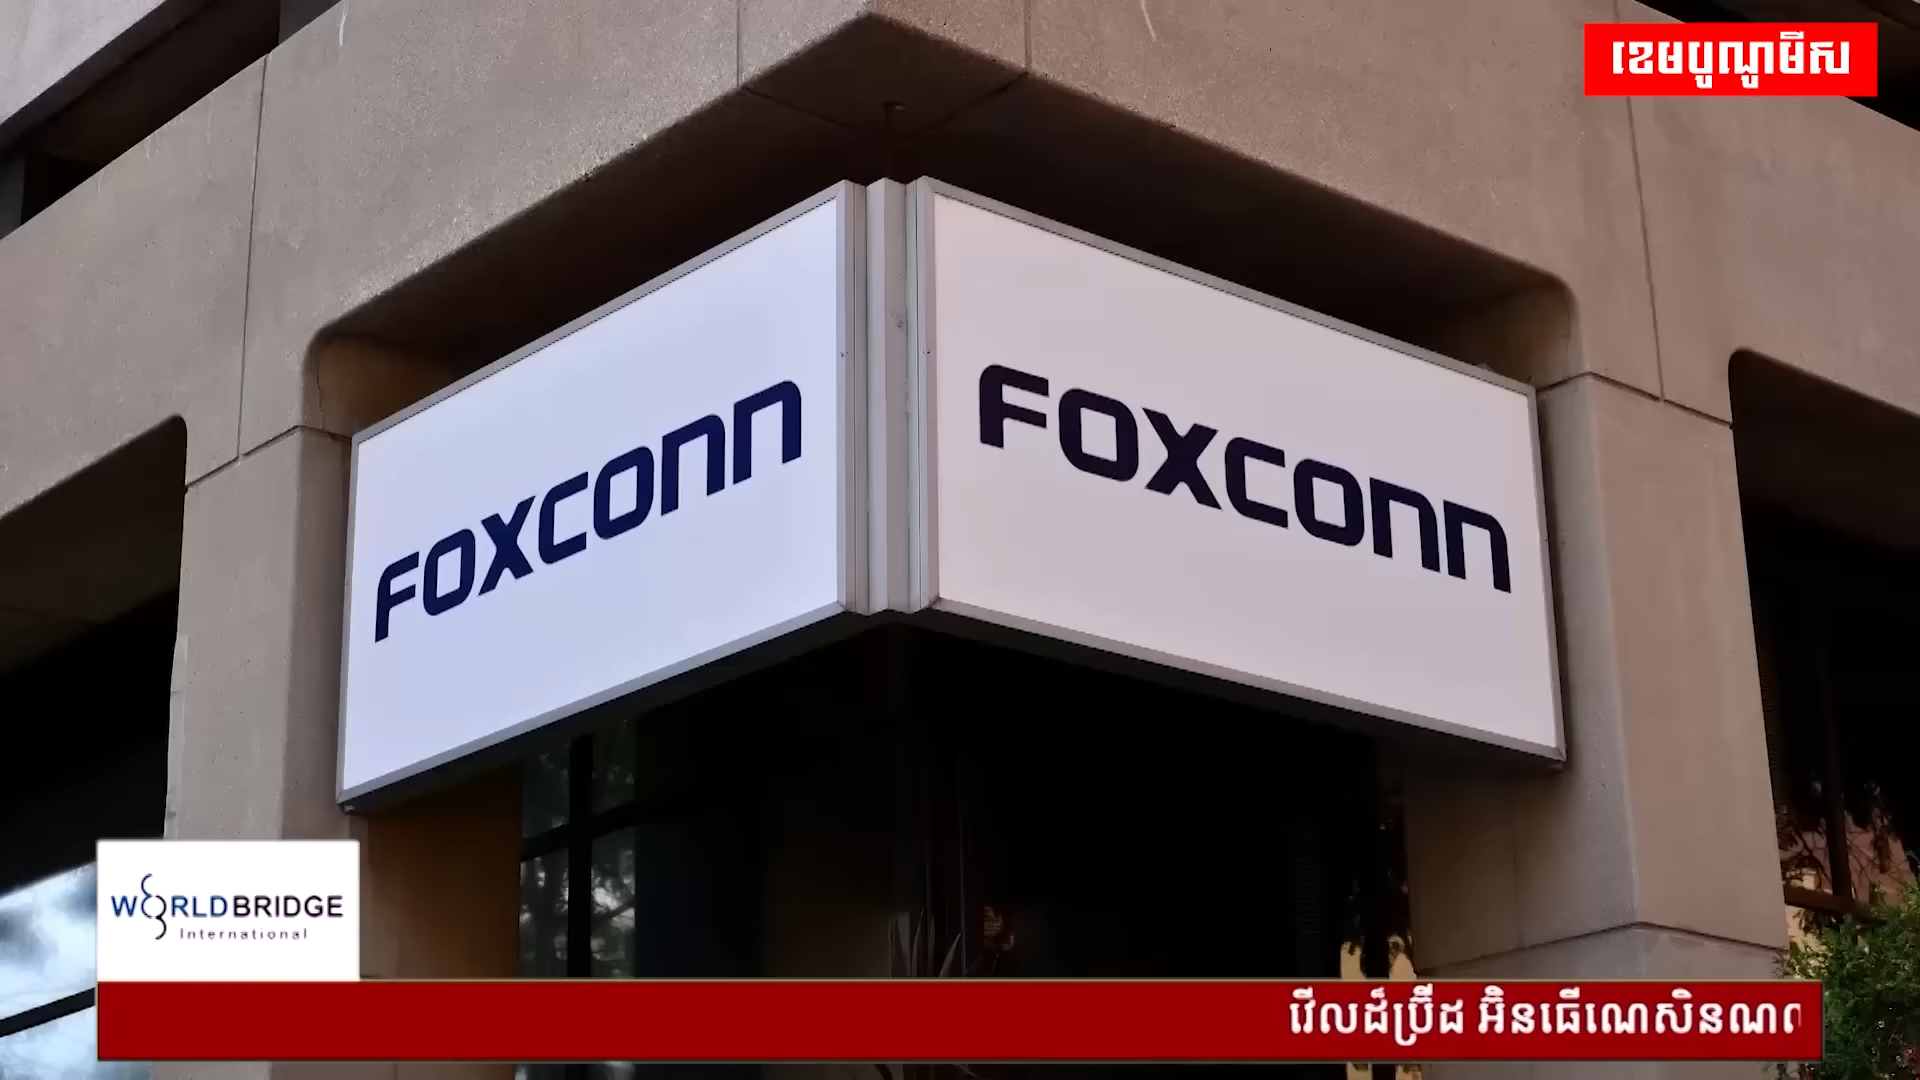 ខេមបូណូមីស
FOXCONN
FOXCONN
WORLDBRIDGE
International
វើលដ៏ប្រ៊ីដ អ៊ិនធើណេសិនណ